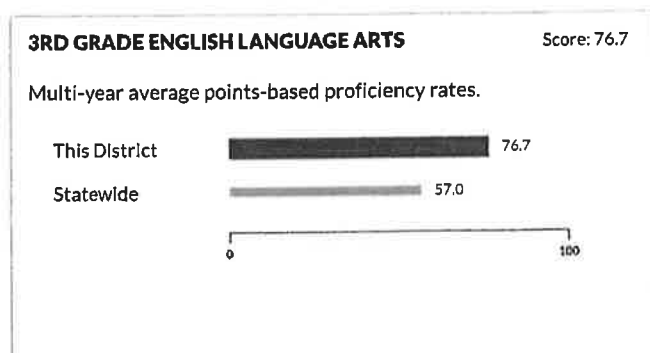 3RD GRADE ENGLISH LANGUAGE ARTS Score: 76.7
Multi-year average points-based proficiency rates.
This District 76.7
Statewide 57.0
0 100